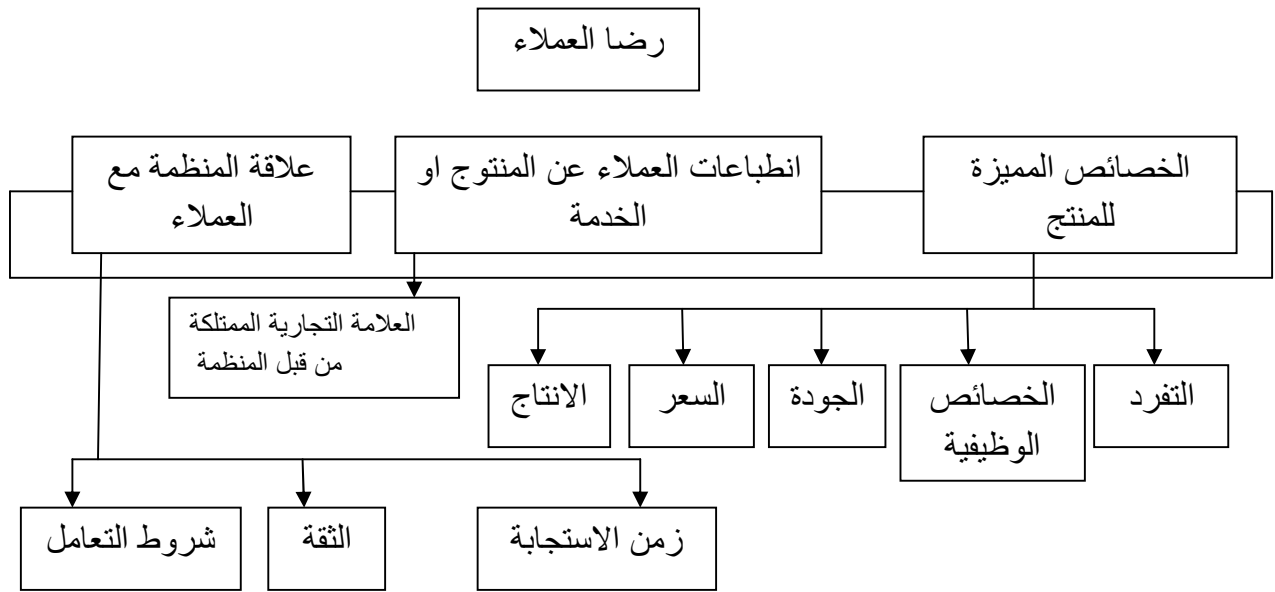 رضا العملاء
الخصائص المميزة
للمنتج
انطباعات العملاء عن المنتوج او
الخدمة
علاقة المنظمة مع
العملاء
العلامة التجارية الممتلكة
من قبل المنظمة
التفرد
الخصائص
الوظيفية
الجودة
السعر
الانتاج
زمن الاستجابة
الثقة
شروط التعامل